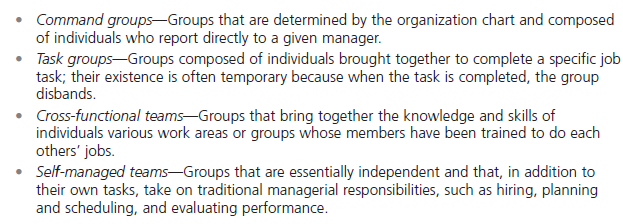 • Command groups—Groups that are determined by the organization chart and composed
of individuals who report directly to a given manager.
• Task groups—Groups composed of individuals brought together to complete a specific job
task; their existence is often temporary because when the task is completed, the group
disbands.
• Cross-functional teams—Groups that bring together the knowledge and skills of
individuals various work areas or groups whose members have been trained to do each
others' jobs.
• Self-managed teams—Groups that are essentially independent and that, in addition to
their own tasks, take on traditional managerial responsibilities, such as hiring, planning
and scheduling, and evaluating performance.